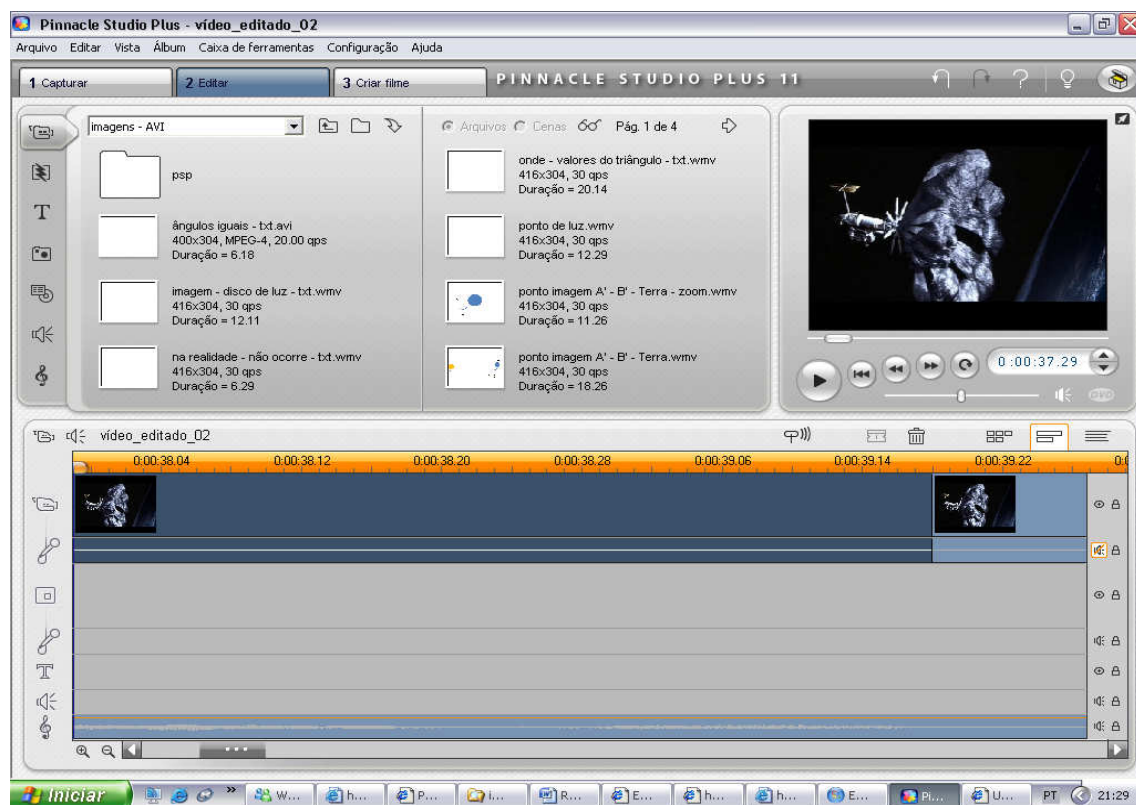 Pinnacle Studio Plus - vídeo_editado_02
Arquivo Editar Vista Álbum Caixa de ferramentas Configuração Ajuda
1 Capturar 2 Editar 3 Criar filme PINNACLE STUDIO PLUS 11
imagens - AVI
psp
ângulos iguais - txt.avi
400x304, MPEG-4, 20.00 qps
Duração = 6.18
imagem - disco de luz - txt.wmv
416x304, 30 qps
Duração = 12.11
na realidade - não ocorre - txt.wmv
416x304, 30 qps
Duração = 6.29
Arquivos Cenas Pág. 1 de 4
onde - valores do triângulo - txt.wmv
416x304, 30 qps
Duração = 20.14
ponto de luz.wmv
416x304, 30 qps
Duração = 12.29
ponto imagem A' - B' - Terra - zoom.wmv
416x304, 30 qps
Duração = 11.26
ponto imagem A' - B' - Terra.wmv
416x304, 30 qps
Duração = 18.26
0:00:37.29
DVD
vídeo_editado_02
0:00:38.04 0:00:38.12 0:00:38.20 0:00:38.28 0:00:39.06 0:00:39.14 0:00:39.22
Iniciar » W... h... P... i... R... E... h... h... E... Pi... U... PT 21:29